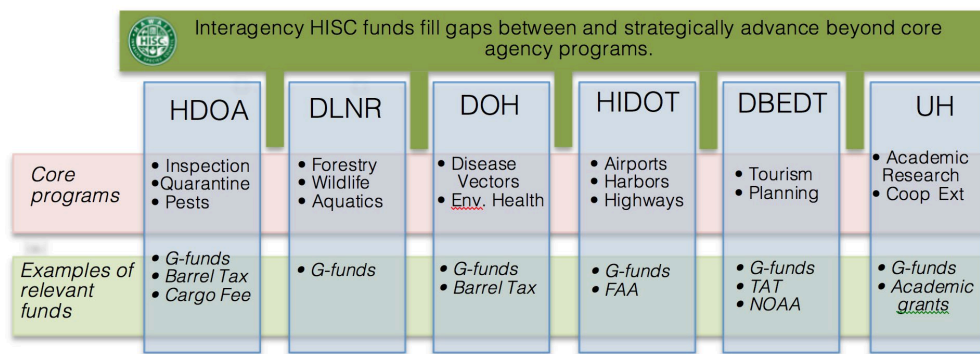 Interagency HISC funds fill gaps between and strategically advance beyond core
agency programs.
HISC
HDOA
DLNR
DOH
HIDOT
DBEDT
UH
Core
programs
• Inspection
•Quarantine
• Pests
• Forestry
• Wildlife
• Aquatics
• Disease
Vectors
• Env. Health
• Airports
• Harbors
• Highways
• Tourism
• Planning
• Academic
Research
• Coop Ext
Examples of
relevant
funds
• G-funds
• Barrel Tax
• Cargo Fee
• G-funds
• G-funds
• Barrel Tax
• G-funds
• FAA
• G-funds
• TAT
• NOAA
• G-funds
• Academic
grants